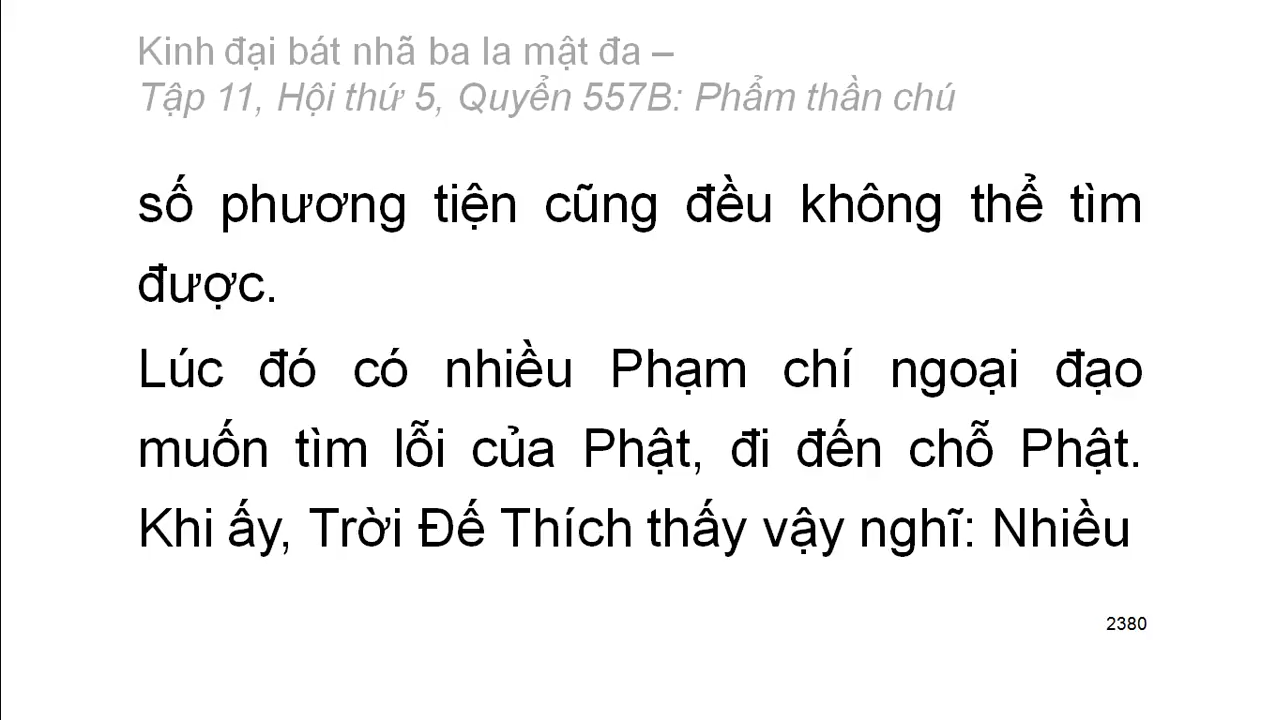 Kinh đại bát nhã ba la mật đa –
Tập 11, Hội thứ 5, Quyển 557B: Phẩm thần chú
số phương tiện cũng đều không thể tìm
được.
Lúc đó có nhiều Phạm chí ngoại đạo
muốn tìm lỗi của Phật, đi đến chỗ Phật.
Khi ấy, Trời Đế Thích thấy vậy nghĩ: Nhiều
2380